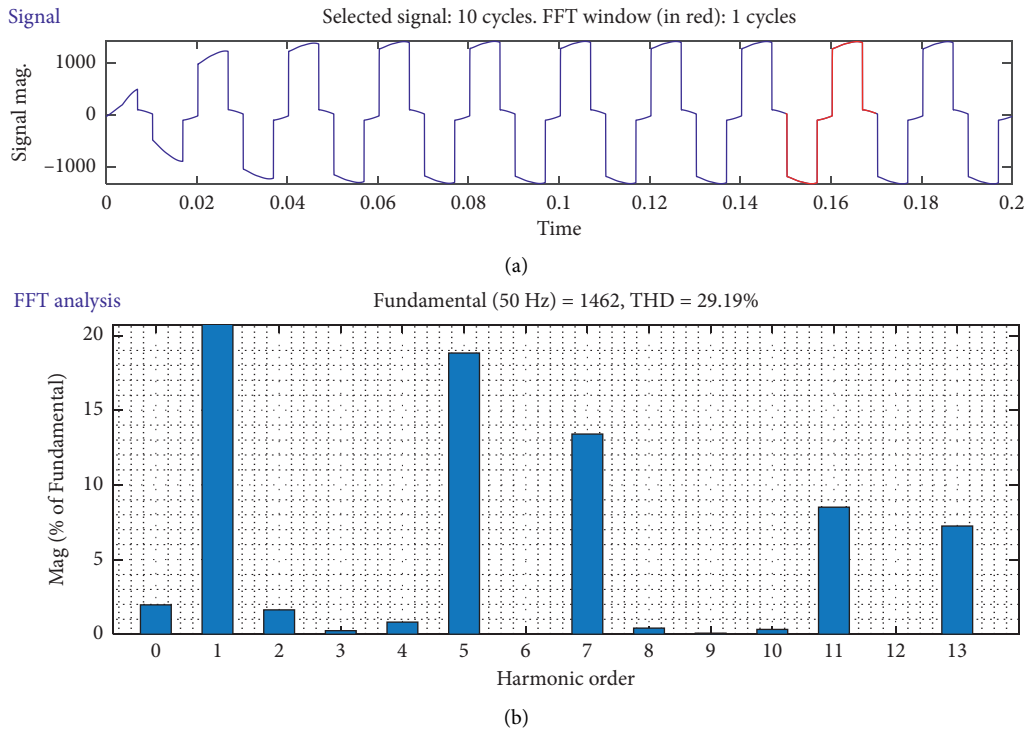 Signal
Selected signal: 10 cycles. FFT window (in red): 1 cycles
Signal mag.
1000
0
–1000
0 0.02 0.04 0.06 0.08 0.1 0.12 0.14 0.16 0.18 0.2
Time
(a)
FFT analysis
Fundamental (50 Hz) = 1462, THD = 29.19%
Mag (% of Fundamental)
20
15
10
5
0
0 1 2 3 4 5 6 7 8 9 10 11 12 13
Harmonic order
(b)